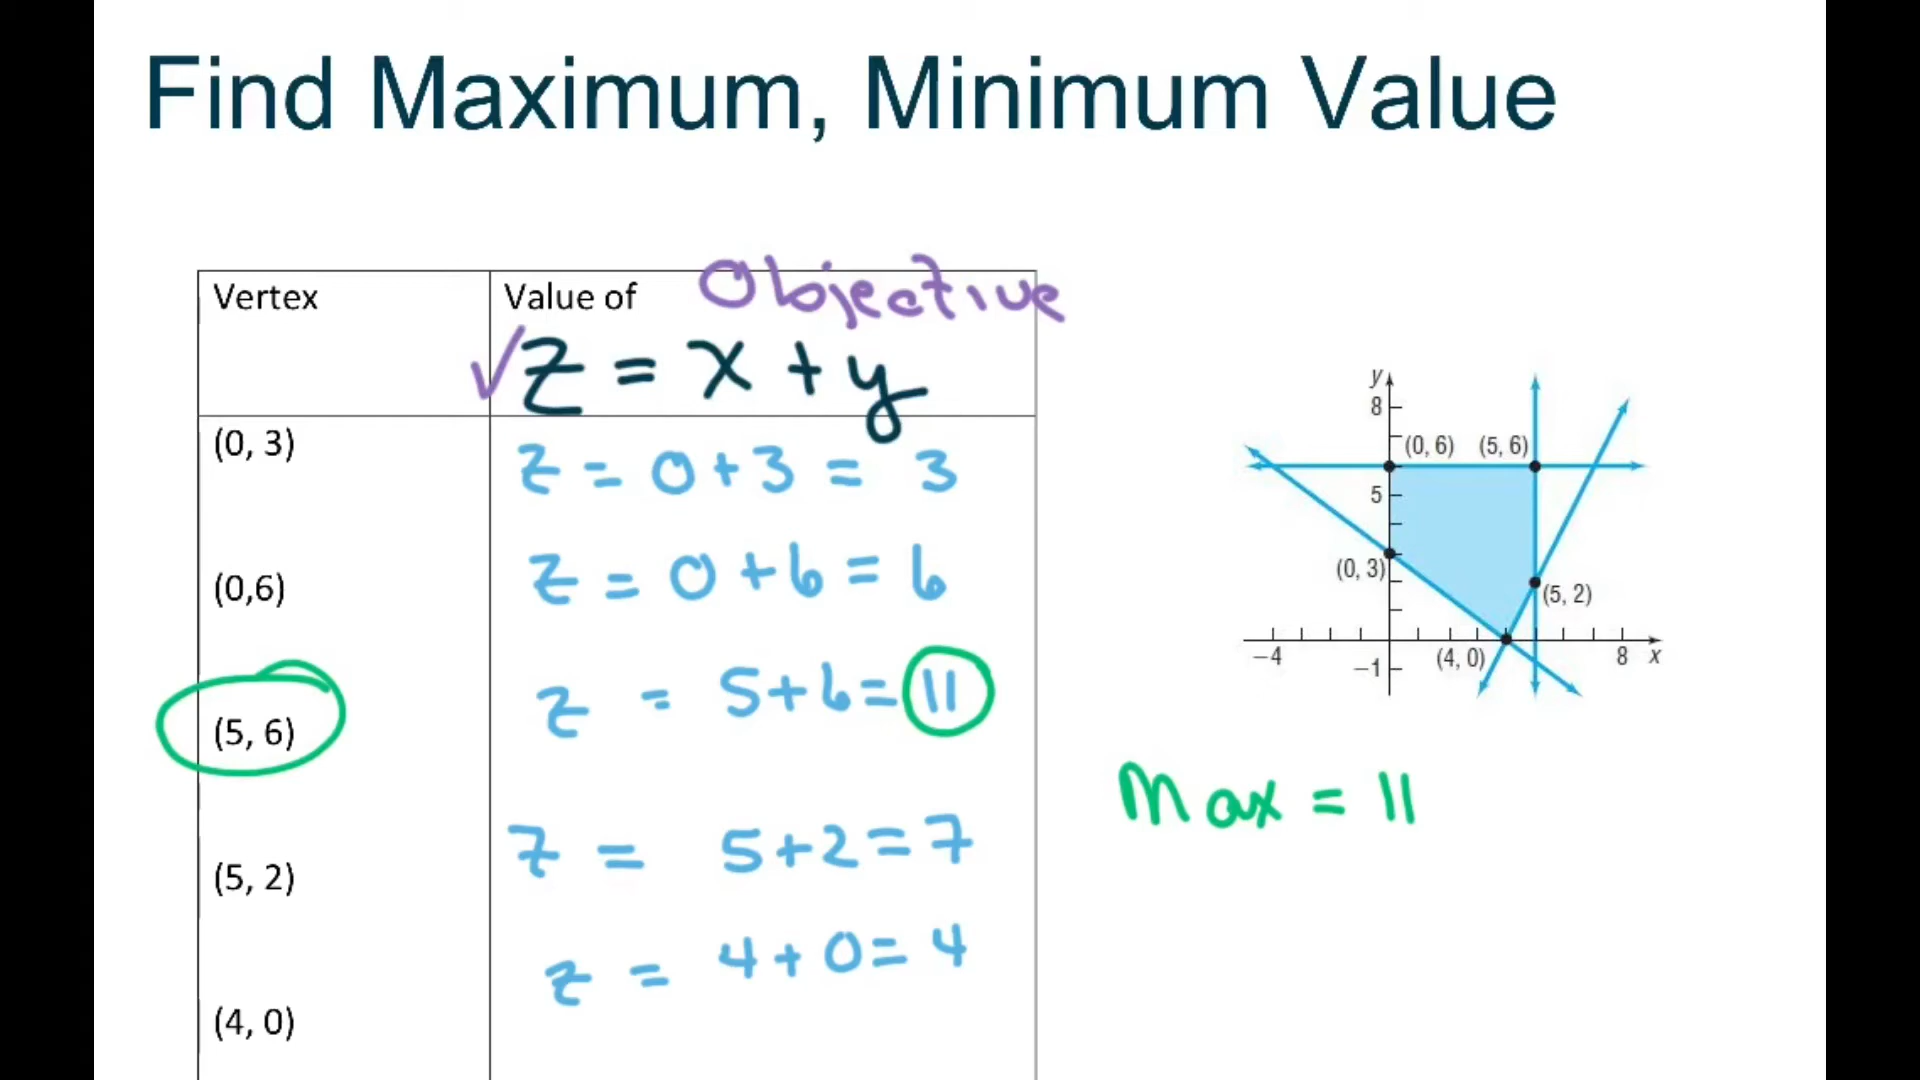 Find Maximum, Minimum Value
Vertex
Value of Objective
√z = x + y
(0, 3)
z = 0 + 3 = 3
(0,6)
z = 0 + 6 = 6
(5, 6)
z = 5 + 6 = 11
(5, 2)
z = 5 + 2 = 7
(4, 0)
z = 4 + 0 = 4
y
8
(0, 6) (5, 6)
5
(0, 3)
(5, 2)
−4
−1
(4, 0)
8 x
Max = 11